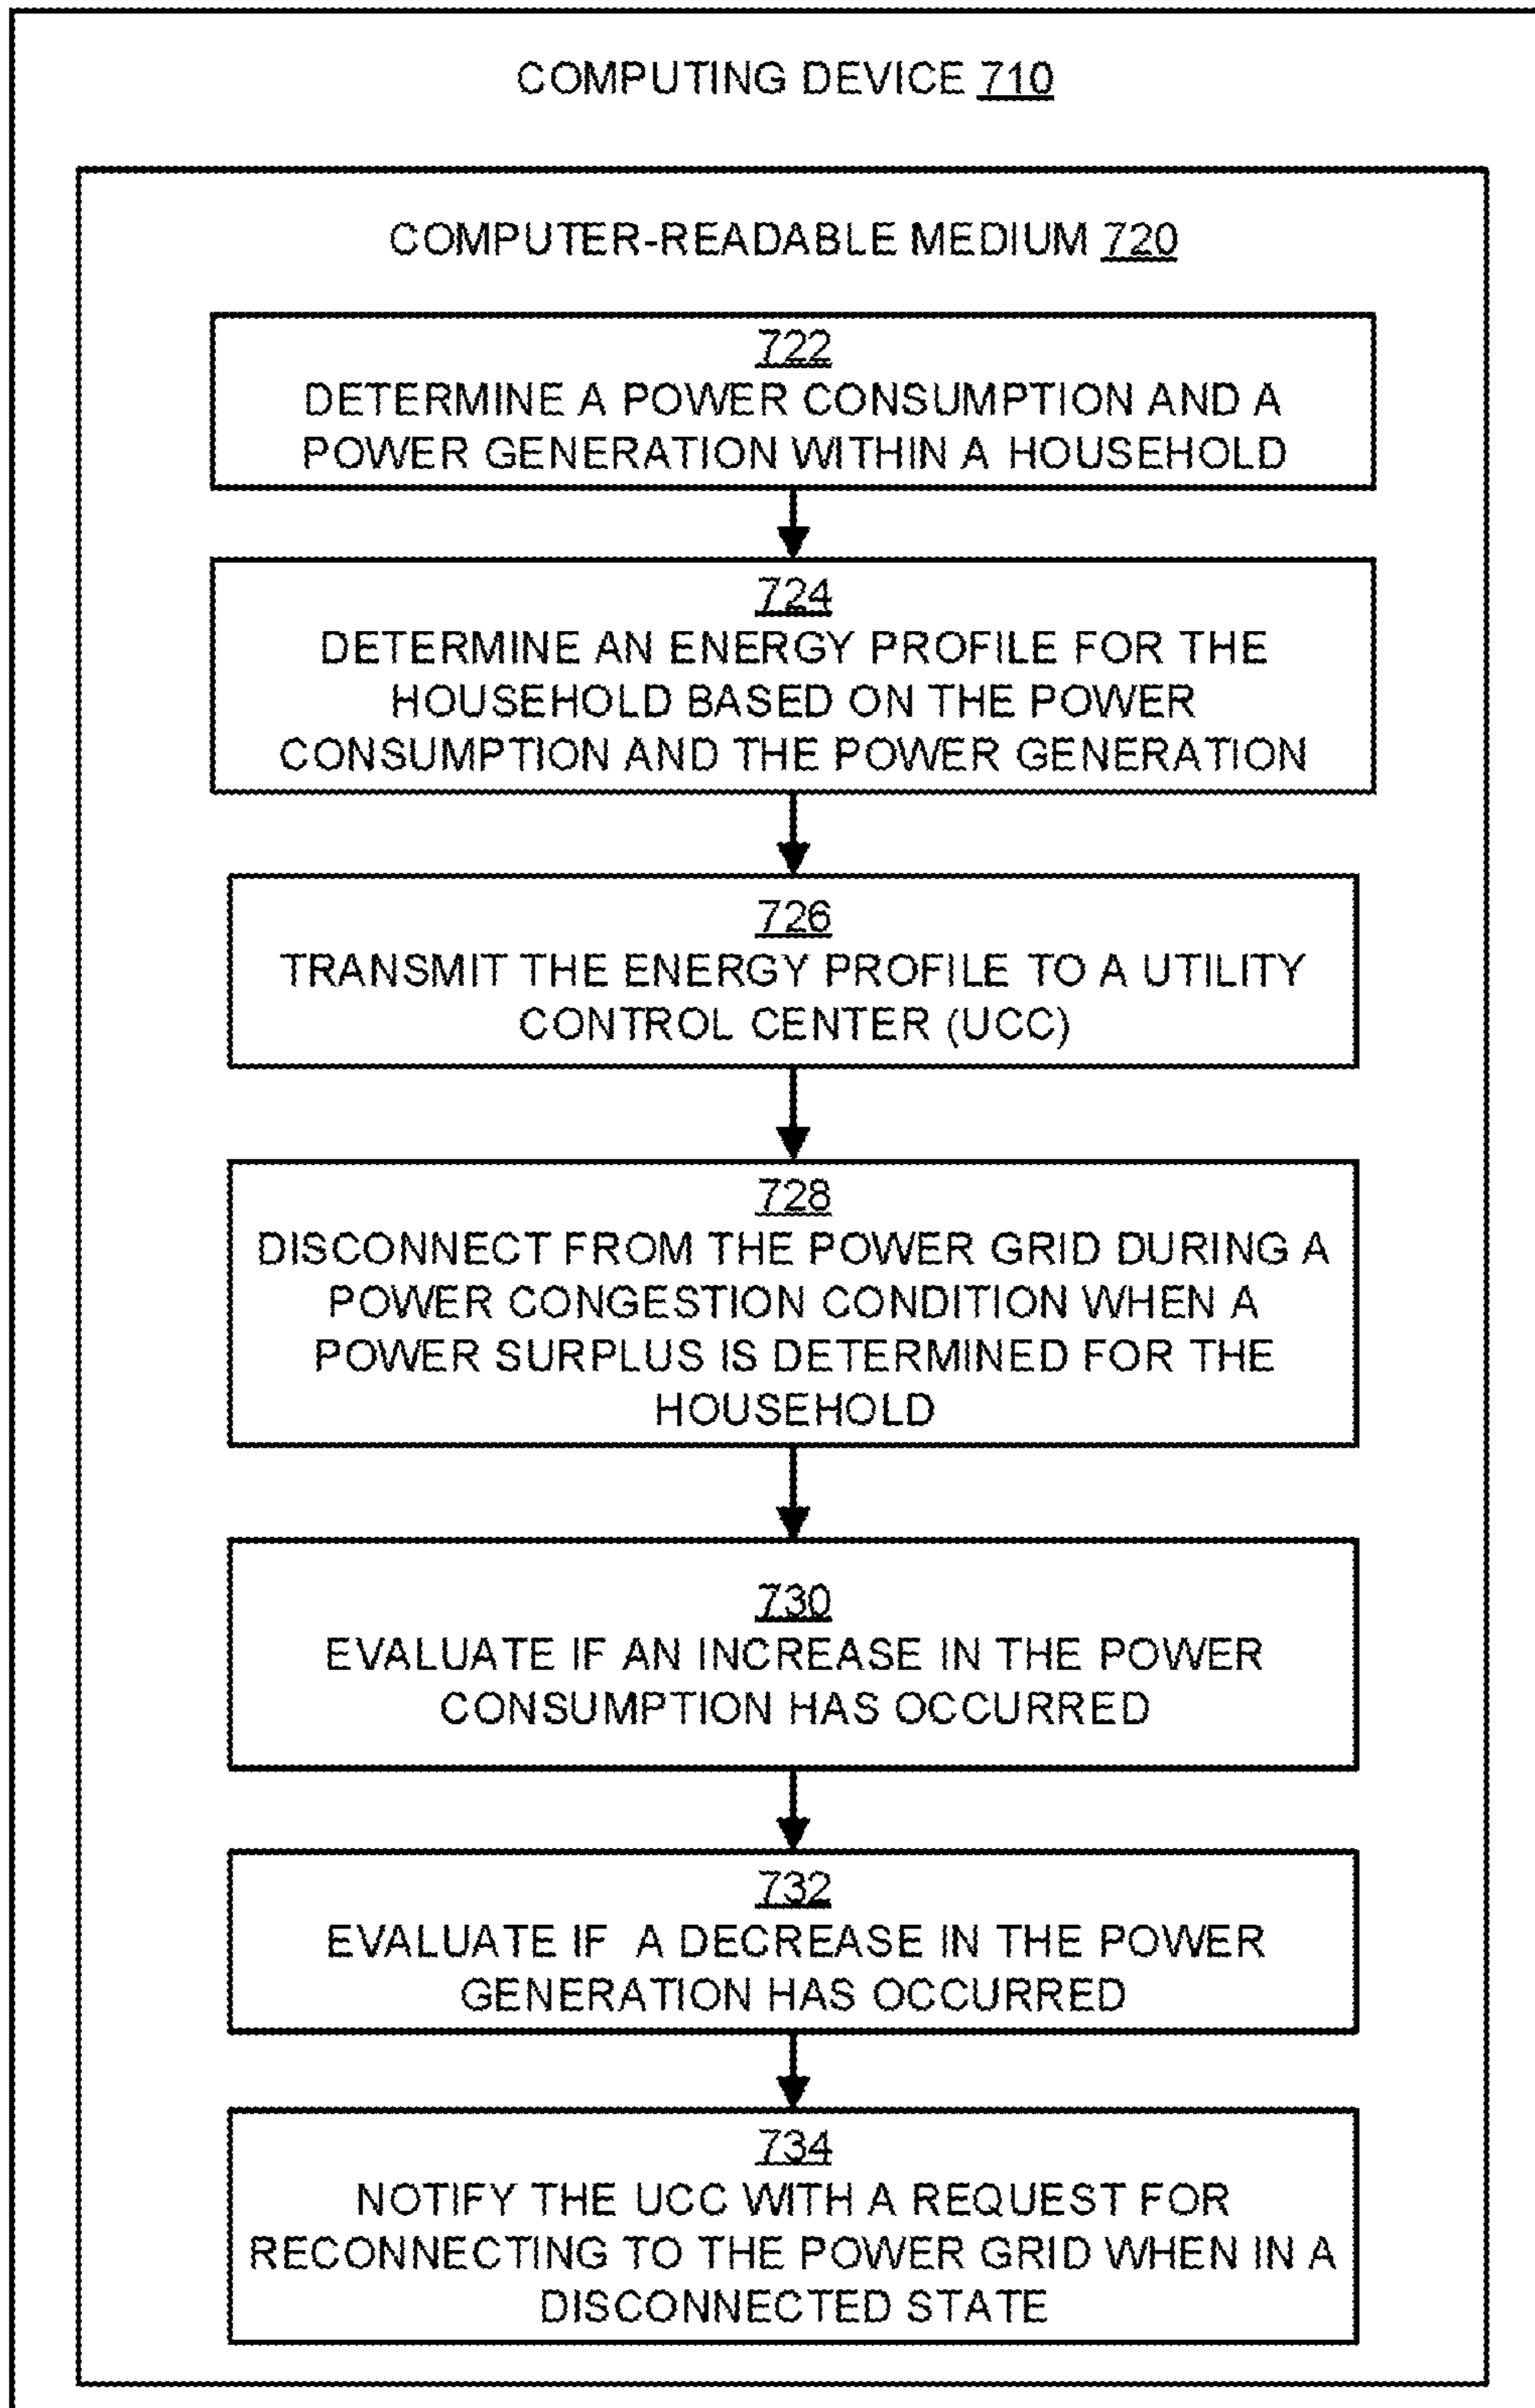 COMPUTING DEVICE 710
COMPUTER-READABLE MEDIUM 720
722
DETERMINE A POWER CONSUMPTION AND A
POWER GENERATION WITHIN A HOUSEHOLD
724
DETERMINE AN ENERGY PROFILE FOR THE
HOUSEHOLD BASED ON THE POWER
CONSUMPTION AND THE POWER GENERATION
726
TRANSMIT THE ENERGY PROFILE TO A UTILITY
CONTROL CENTER (UCC)
728
DISCONNECT FROM THE POWER GRID DURING A
POWER CONGESTION CONDITION WHEN A
POWER SURPLUS IS DETERMINED FOR THE
HOUSEHOLD
730
EVALUATE IF AN INCREASE IN THE POWER
CONSUMPTION HAS OCCURRED
732
EVALUATE IF A DECREASE IN THE POWER
GENERATION HAS OCCURRED
734
NOTIFY THE UCC WITH A REQUEST FOR
RECONNECTING TO THE POWER GRID WHEN IN A
DISCONNECTED STATE